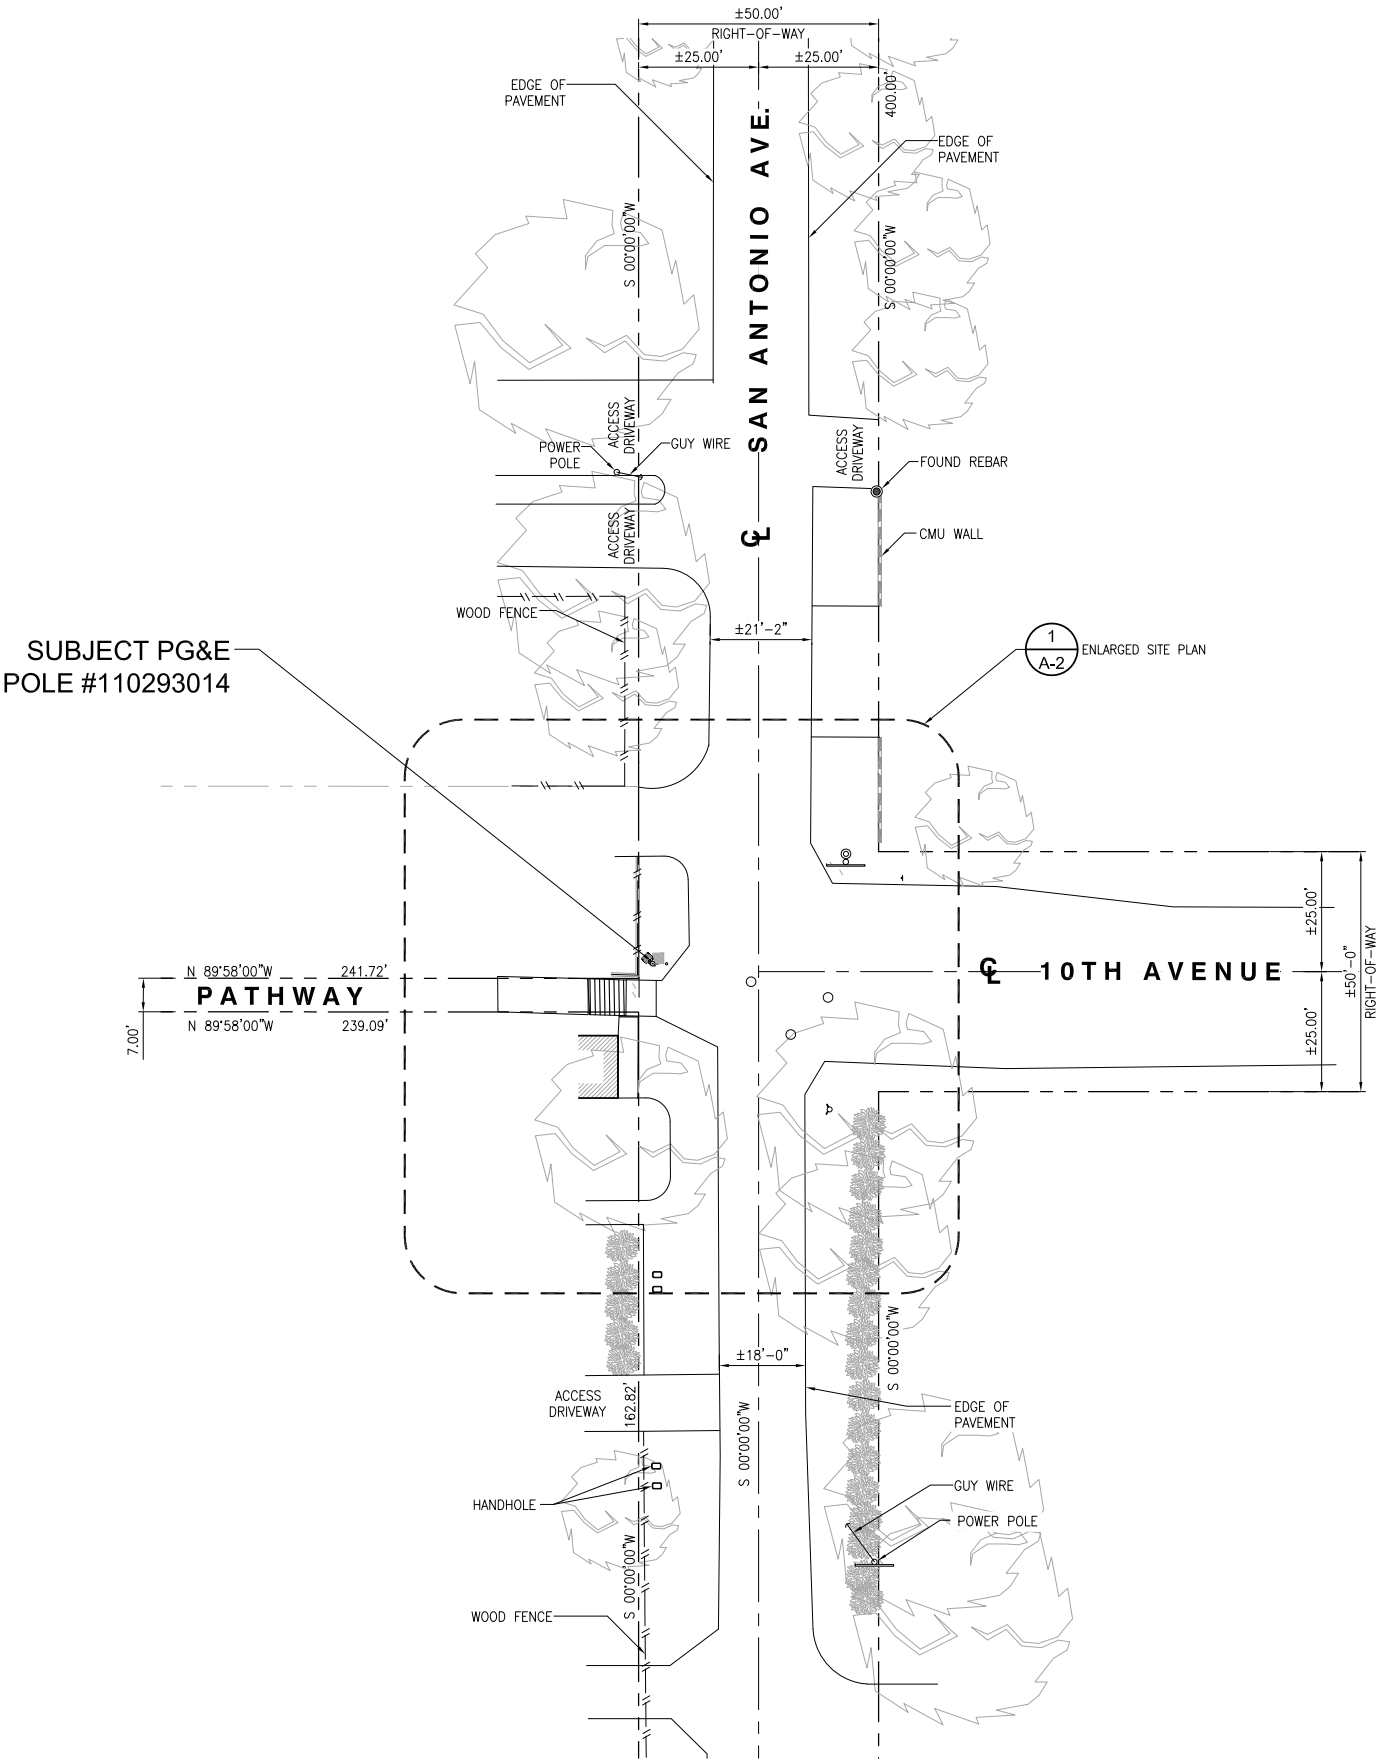 ±50.00'
RIGHT-OF-WAY
±25.00'
±25.00'
EDGE OF
PAVEMENT
400.00'
EDGE OF
PAVEMENT
SAN ANTONIO AVE.
S 00°00'00"W
S 00°00'00"W
ACCESS
DRIVEWAY
POWER
POLE
GUY WIRE
ACCESS
DRIVEWAY
FOUND REBAR
ACCESS
DRIVEWAY
CMU WALL
CL
WOOD FENCE
±21'-2"
SUBJECT PG&E
POLE #110293014
1
A-2
ENLARGED SITE PLAN
N 89°58'00"W
241.72'
PATHWAY
N 89°58'00"W
239.09'
7.00'
CL
10TH AVENUE
±25.00'
±25.00'
±50'-0"
RIGHT-OF-WAY
±18'-0"
S 00°00'00"W
ACCESS
DRIVEWAY
162.82'
S 00°00'00"W
EDGE OF
PAVEMENT
HANDHOLE
GUY WIRE
POWER POLE
S 00°00'00"W
WOOD FENCE